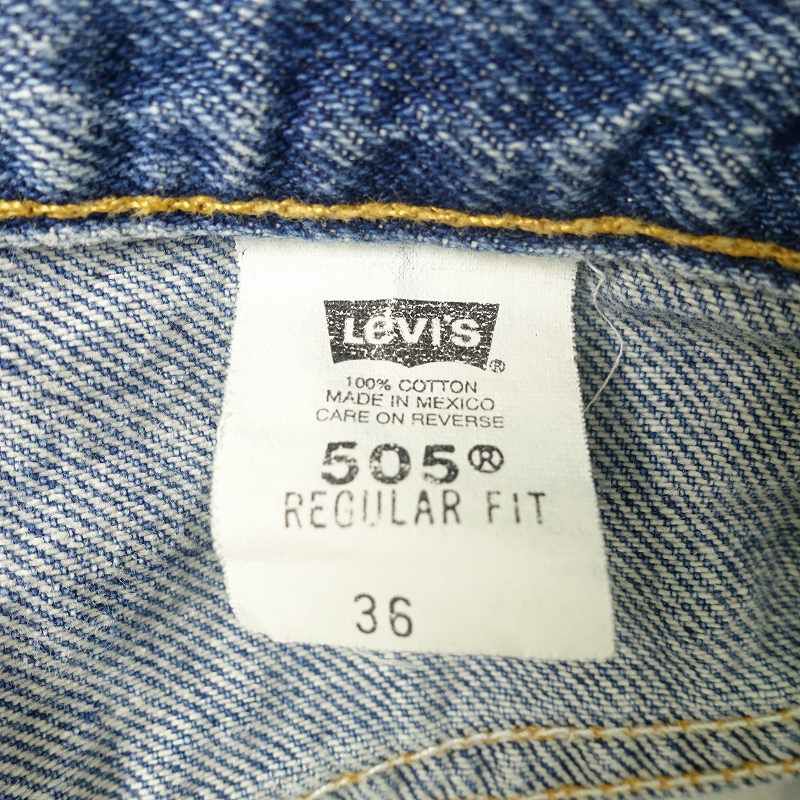 LEVI'S®
100% COTTON
MADE IN MEXICO
CARE ON REVERSE
505®
REGULAR FIT
36